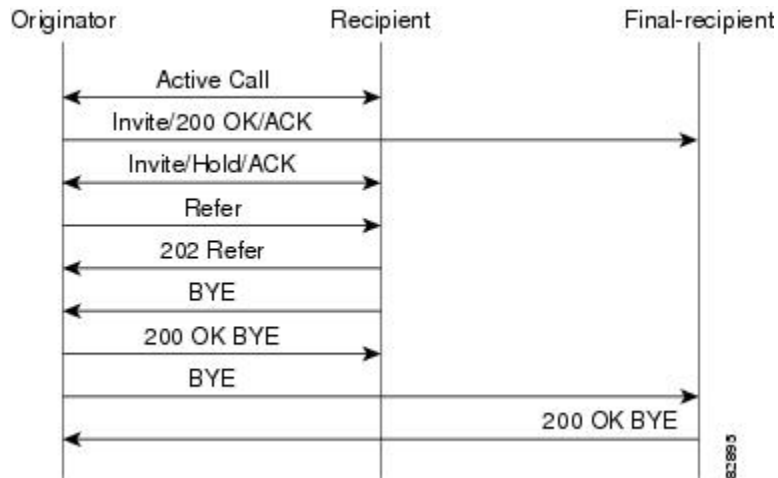 Originator Recipient Final-recipient
Active Call
Invite/200 OK/ACK
Invite/Hold/ACK
Refer
202 Refer
BYE
200 OK BYE
BYE
200 OK BYE
82895